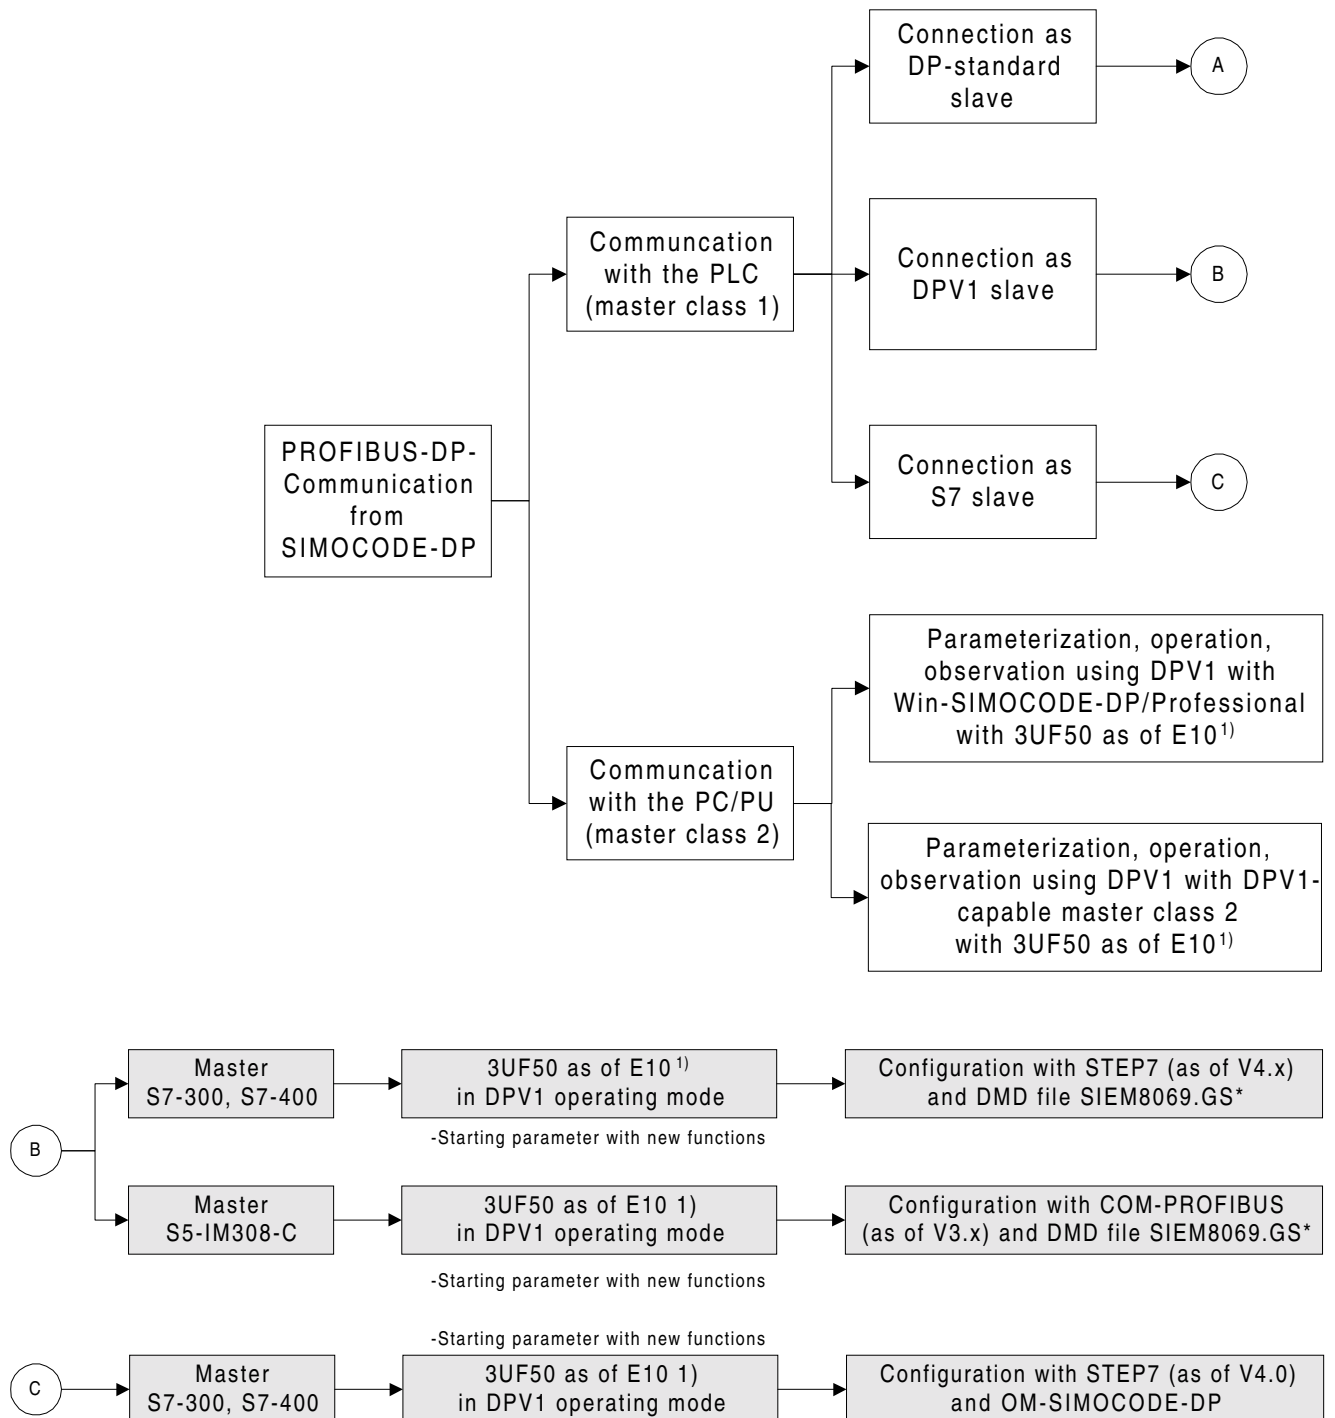 Connection as
DP-standard
slave
A
Communcation
with the PLC
(master class 1)
Connection as
DPV1 slave
B
PROFIBUS-DP-
Communication
from
SIMOCODE-DP
Connection as
S7 slave
C
Parameterization, operation,
observation using DPV1 with
Win-SIMOCODE-DP/Professional
with 3UF50 as of E10 1)
Communcation
with the PC/PU
(master class 2)
Parameterization, operation,
observation using DPV1 with DPV1-
capable master class 2
with 3UF50 as of E10 1)
B
Master
S7-300, S7-400
3UF50 as of E10 1)
in DPV1 operating mode
-Starting parameter with new functions
Configuration with STEP7 (as of V4.x)
and DMD file SIEM8069.GS*
Master
S5-IM308-C
3UF50 as of E10 1)
in DPV1 operating mode
-Starting parameter with new functions
Configuration with COM-PROFIBUS
(as of V3.x) and DMD file SIEM8069.GS*
C
Master
S7-300, S7-400
-Starting parameter with new functions
3UF50 as of E10 1)
in DPV1 operating mode
Configuration with STEP7 (as of V4.0)
and OM-SIMOCODE-DP